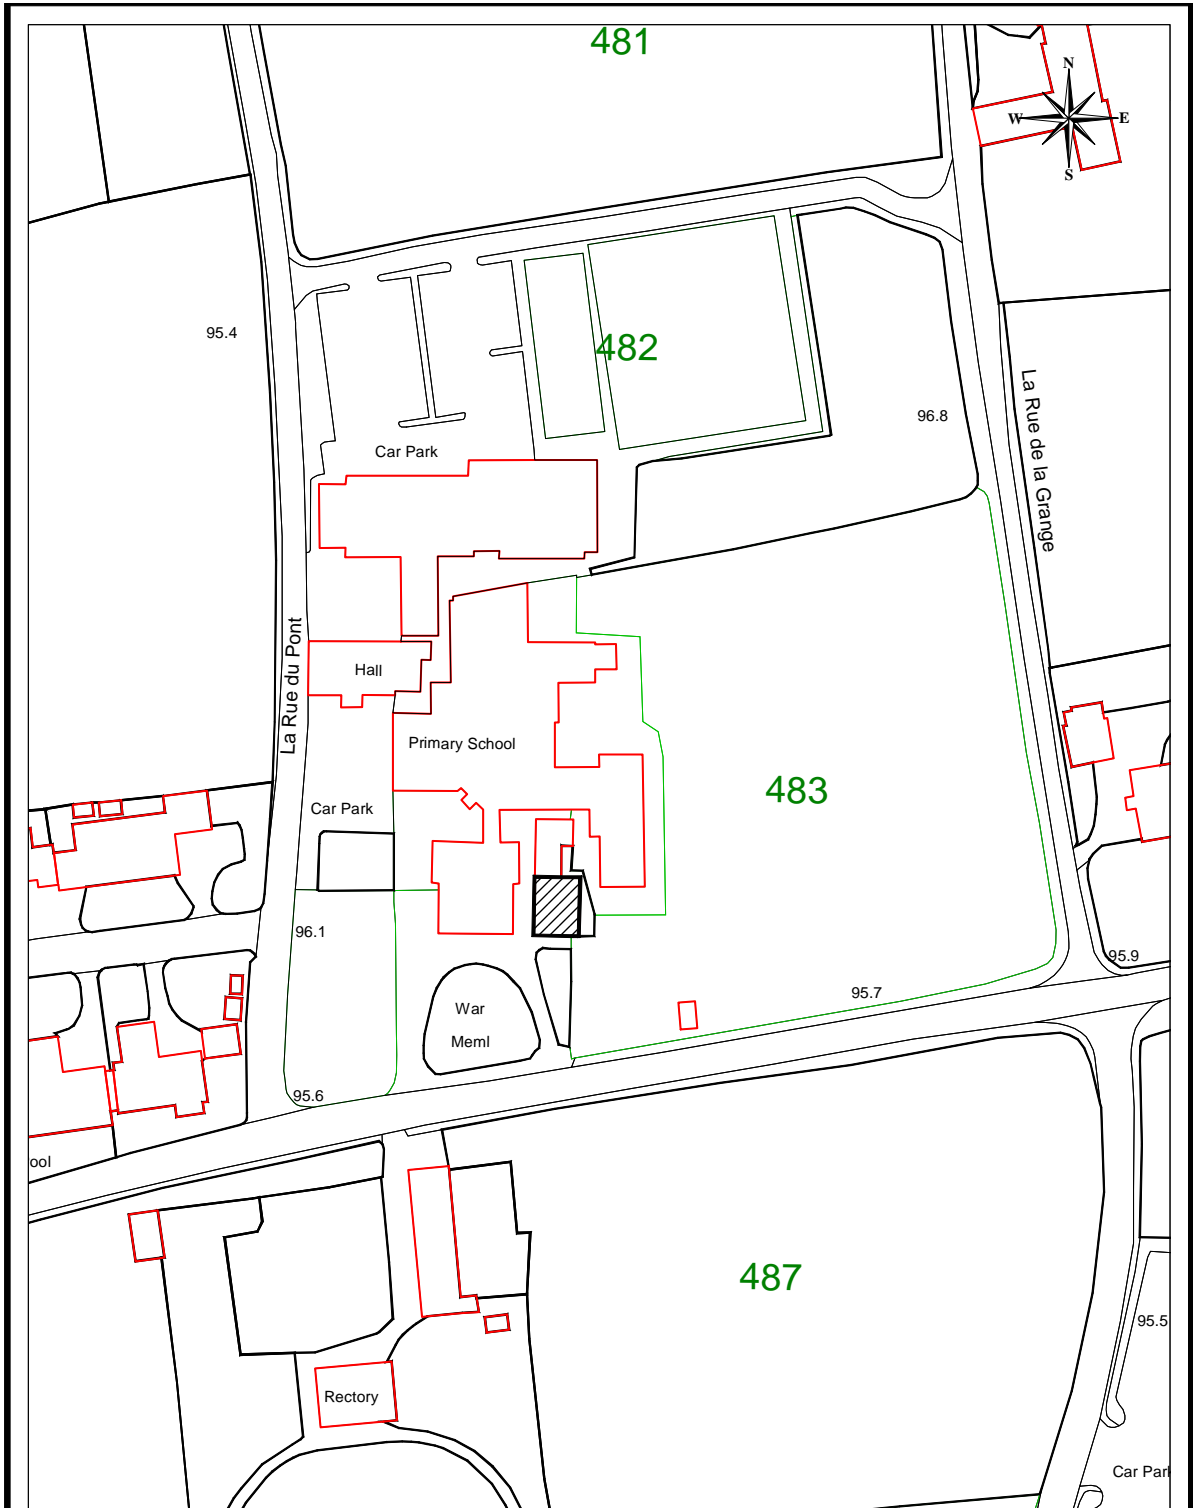 481
N
W
E
S
95.4
482
96.8
La Rue de la Grange
Car Park
La Rue du Pont
Hall
Primary School
483
Car Park
96.1
95.9
95.7
War
Meml
95.6
ool
487
95.5
Rectory
Car Park